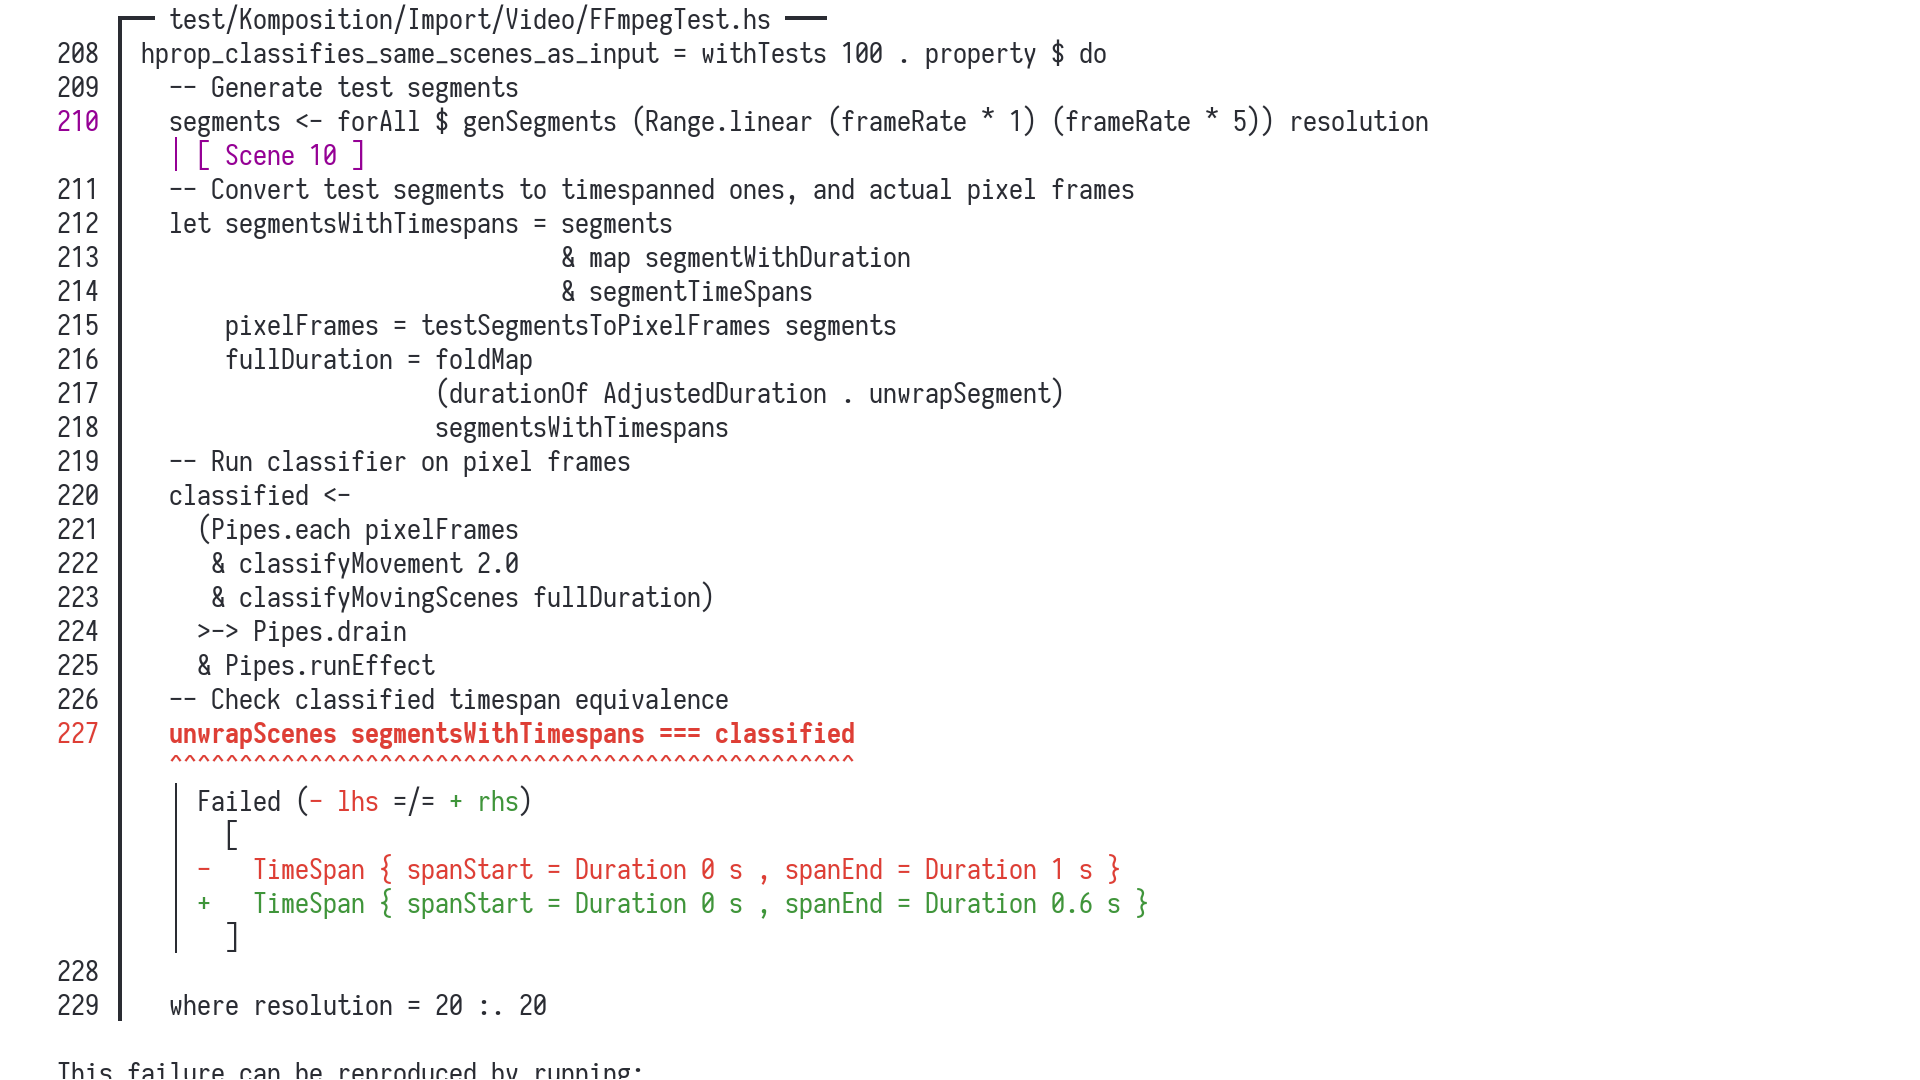 ┏━━ test/Komposition/Import/Video/FFmpegTest.hs ━━━
208 ┃ hprop_classifies_same_scenes_as_input = withTests 100 . property $ do
209 ┃   -- Generate test segments
210 ┃   segments <- forAll $ genSegments (Range.linear (frameRate * 1) (frameRate * 5)) resolution
    ┃   │ [ Scene 10 ]
211 ┃   -- Convert test segments to timespanned ones, and actual pixel frames
212 ┃   let segmentsWithTimespans = segments
213 ┃                               & map segmentWithDuration
214 ┃                               & segmentTimeSpans
215 ┃       pixelFrames = testSegmentsToPixelFrames segments
216 ┃       fullDuration = foldMap
217 ┃                      (durationOf AdjustedDuration . unwrapSegment)
218 ┃                      segmentsWithTimespans
219 ┃   -- Run classifier on pixel frames
220 ┃   classified <-
221 ┃     (Pipes.each pixelFrames
222 ┃      & classifyMovement 2.0
223 ┃      & classifyMovingScenes fullDuration)
224 ┃     >-> Pipes.drain
225 ┃     & Pipes.runEffect
226 ┃   -- Check classified timespan equivalence
227 ┃   unwrapScenes segmentsWithTimespans === classified
    ┃   ^^^^^^^^^^^^^^^^^^^^^^^^^^^^^^^^^^^^^^^^^^^^^^^^^
    ┃   │ Failed (- lhs =/= + rhs)
    ┃   │   [
    ┃   │ -   TimeSpan { spanStart = Duration 0 s , spanEnd = Duration 1 s }
    ┃   │ +   TimeSpan { spanStart = Duration 0 s , spanEnd = Duration 0.6 s }
    ┃   │   ]
228 ┃
229 ┃   where resolution = 20 :. 20
This failure can be reproduced by running: